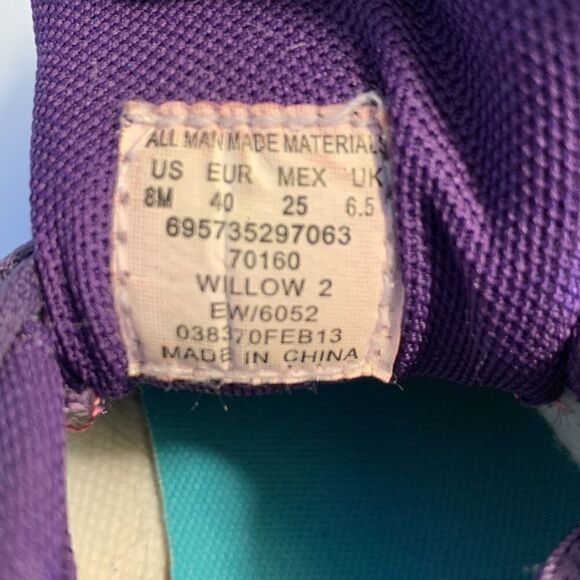 ALL MAN MADE MATERIALS
US EUR MEX UK
8M 40 25 6.5
695735297063
70160
WILLOW 2
EW/6052
038370FEB13
MADE IN CHINA